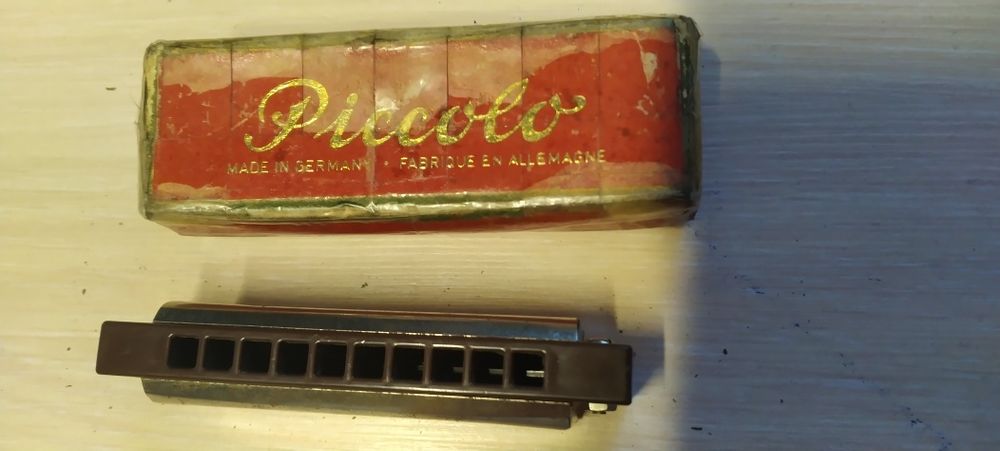 Piccolo
MADE IN GERMANY · FABRIQUE EN ALLEMAGNE